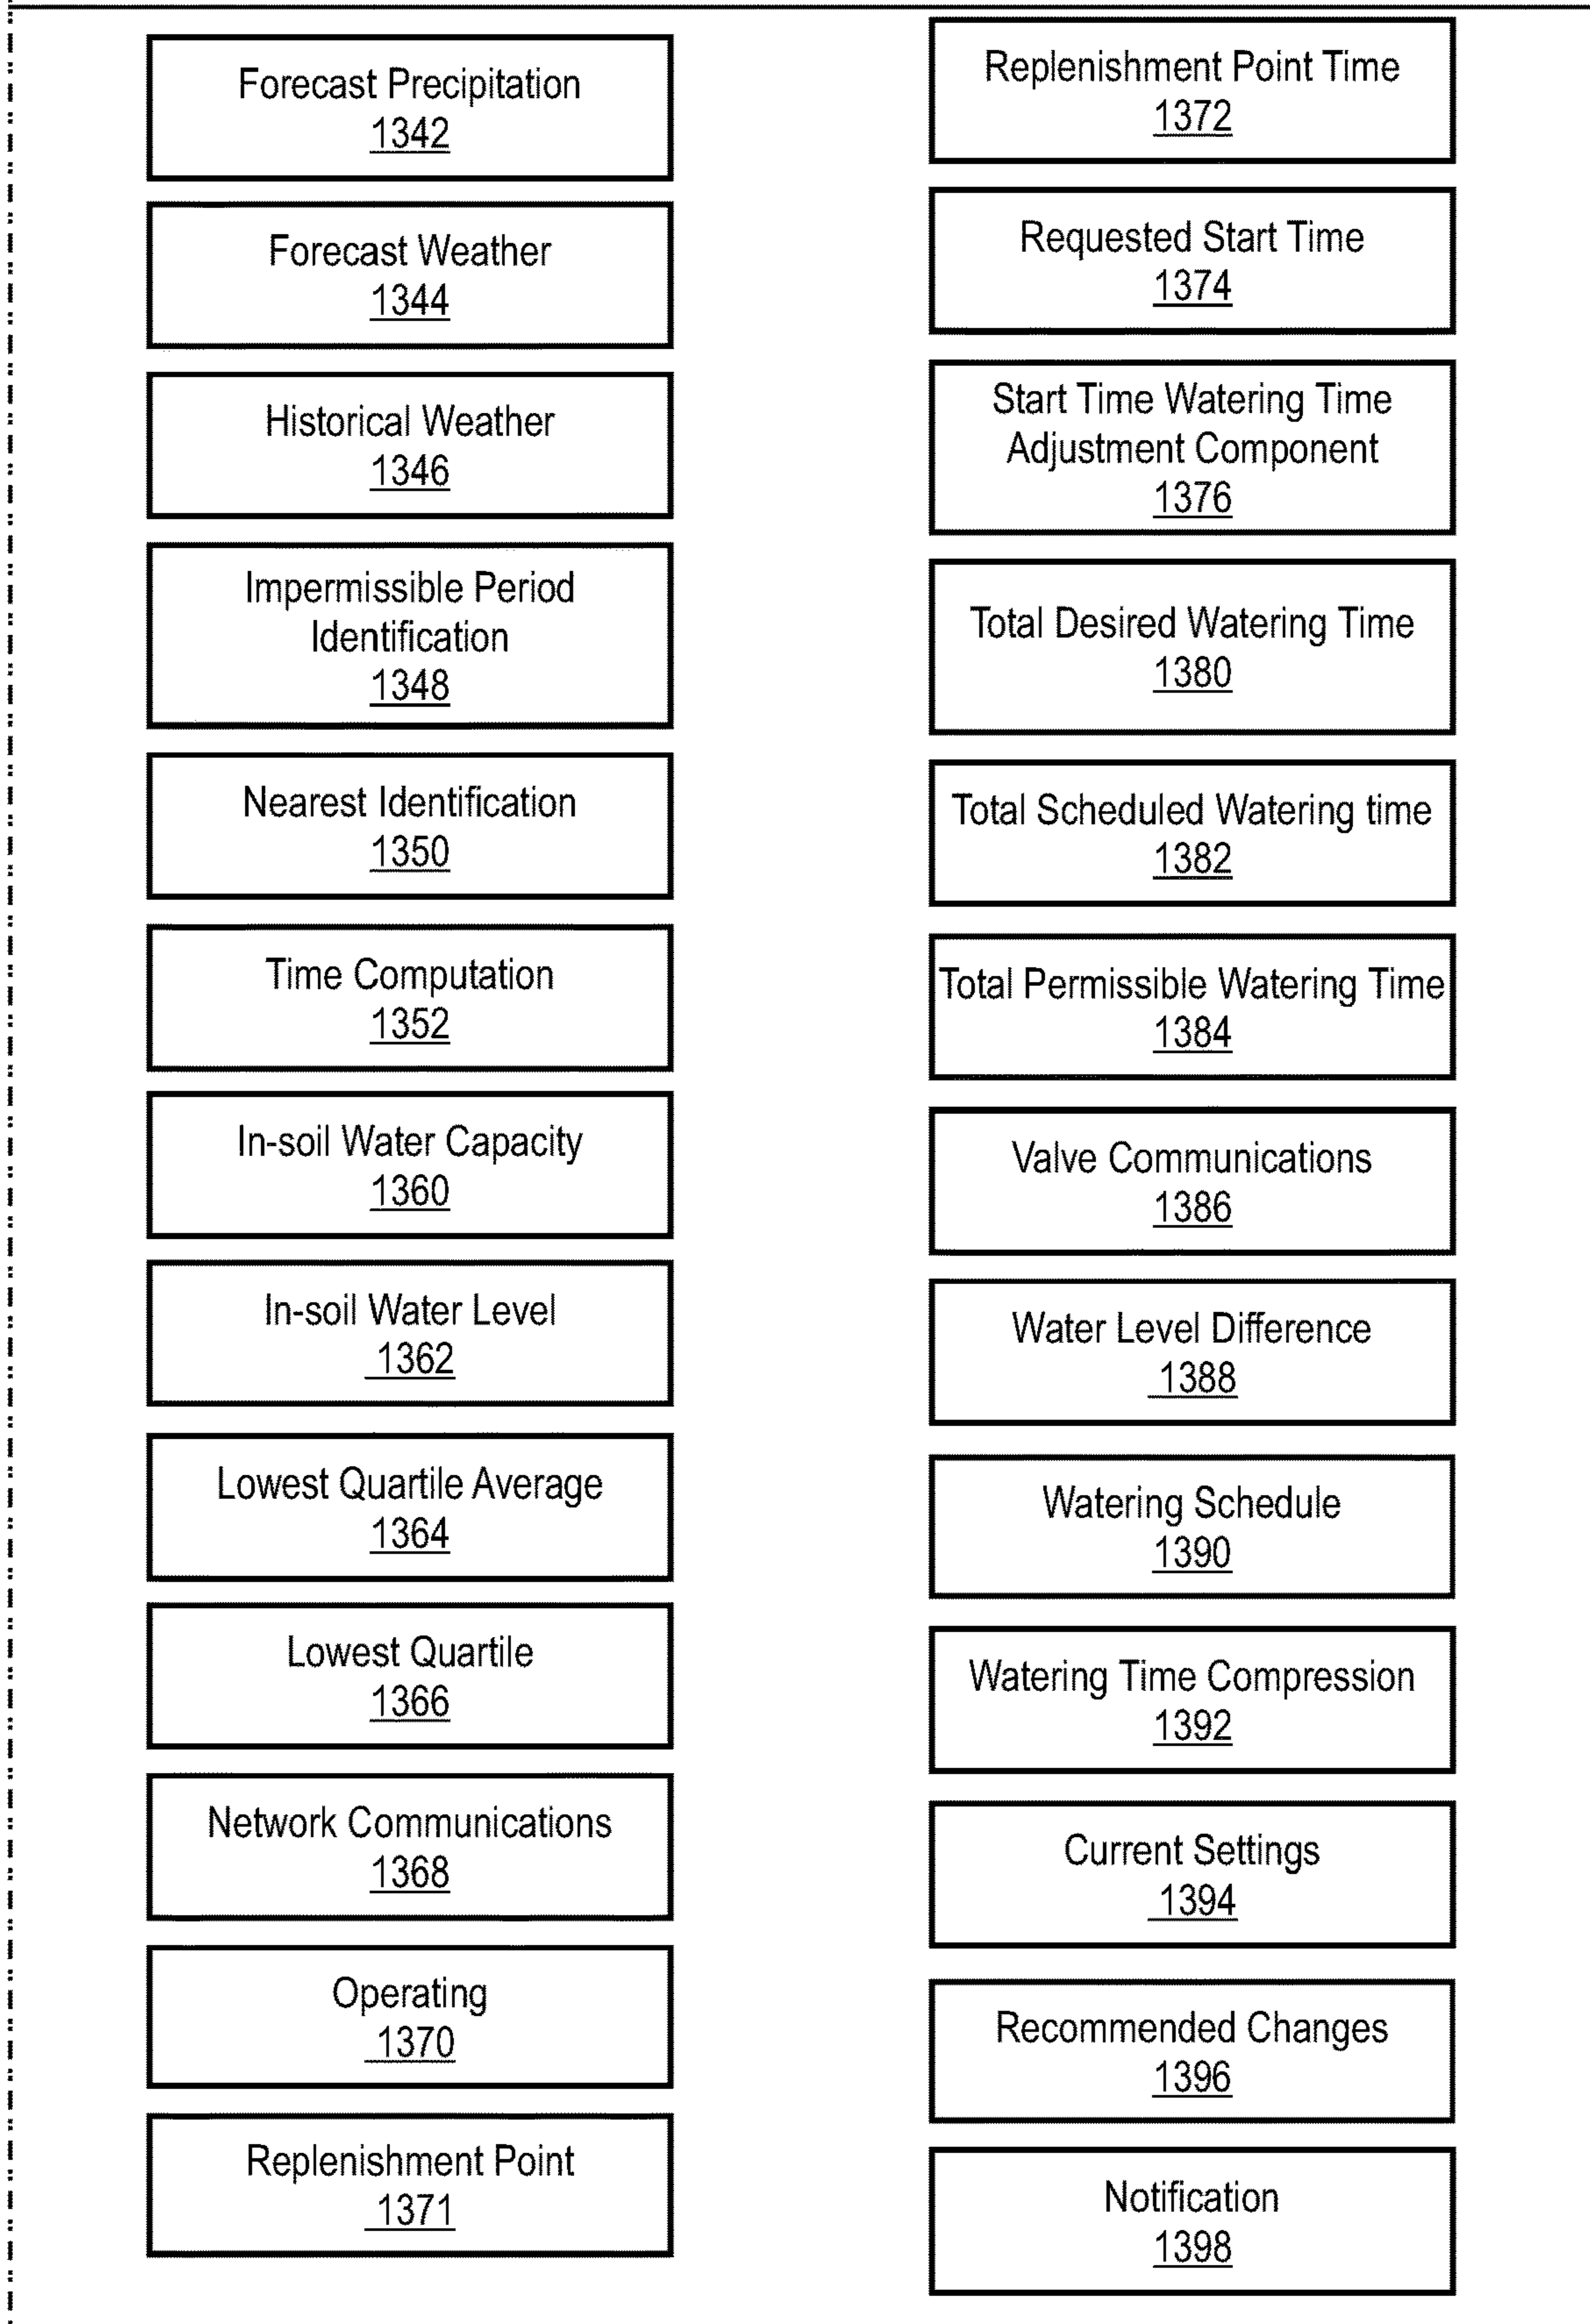 Forecast Precipitation
1342
Forecast Weather
1344
Historical Weather
1346
Impermissible Period
Identification
1348
Nearest Identification
1350
Time Computation
1352
In-soil Water Capacity
1360
In-soil Water Level
1362
Lowest Quartile Average
1364
Lowest Quartile
1366
Network Communications
1368
Operating
1370
Replenishment Point
1371
Replenishment Point Time
1372
Requested Start Time
1374
Start Time Watering Time
Adjustment Component
1376
Total Desired Watering Time
1380
Total Scheduled Watering time
1382
Total Permissible Watering Time
1384
Valve Communications
1386
Water Level Difference
1388
Watering Schedule
1390
Watering Time Compression
1392
Current Settings
1394
Recommended Changes
1396
Notification
1398